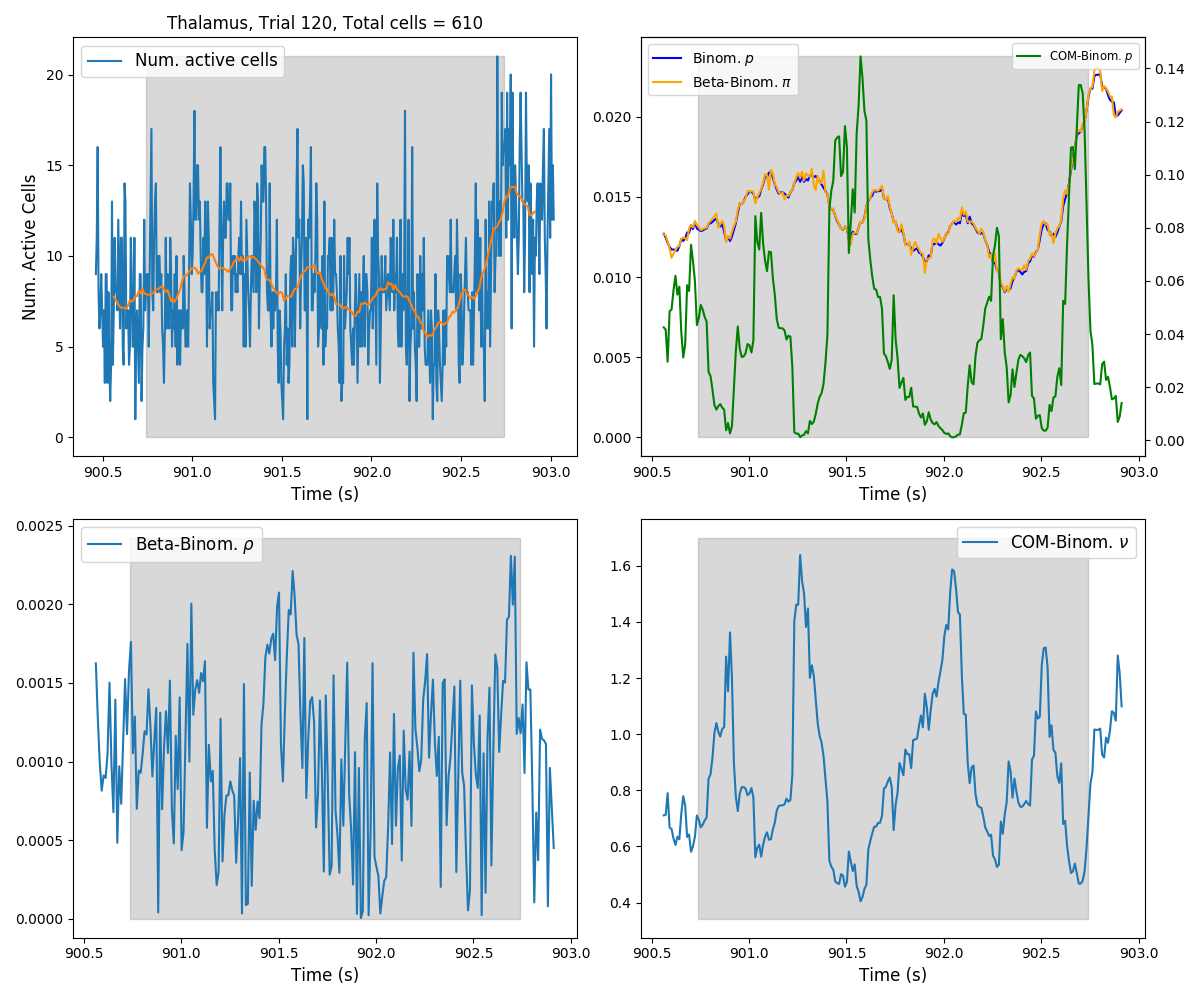 Thalamus, Trial 120, Total cells = 610
Num. active cells
Num. Active Cells
20
15
10
5
0
900.5 901.0 901.5 902.0 902.5 903.0
Time (s)
Binom. p
Beta-Binom. π
COM-Binom. p
0.020
0.015
0.010
0.005
0.000
0.14
0.12
0.10
0.08
0.06
0.04
0.02
0.00
900.5 901.0 901.5 902.0 902.5 903.0
Time (s)
Beta-Binom. ρ
0.0025
0.0020
0.0015
0.0010
0.0005
0.0000
900.5 901.0 901.5 902.0 902.5 903.0
Time (s)
COM-Binom. ν
1.6
1.4
1.2
1.0
0.8
0.6
0.4
900.5 901.0 901.5 902.0 902.5 903.0
Time (s)